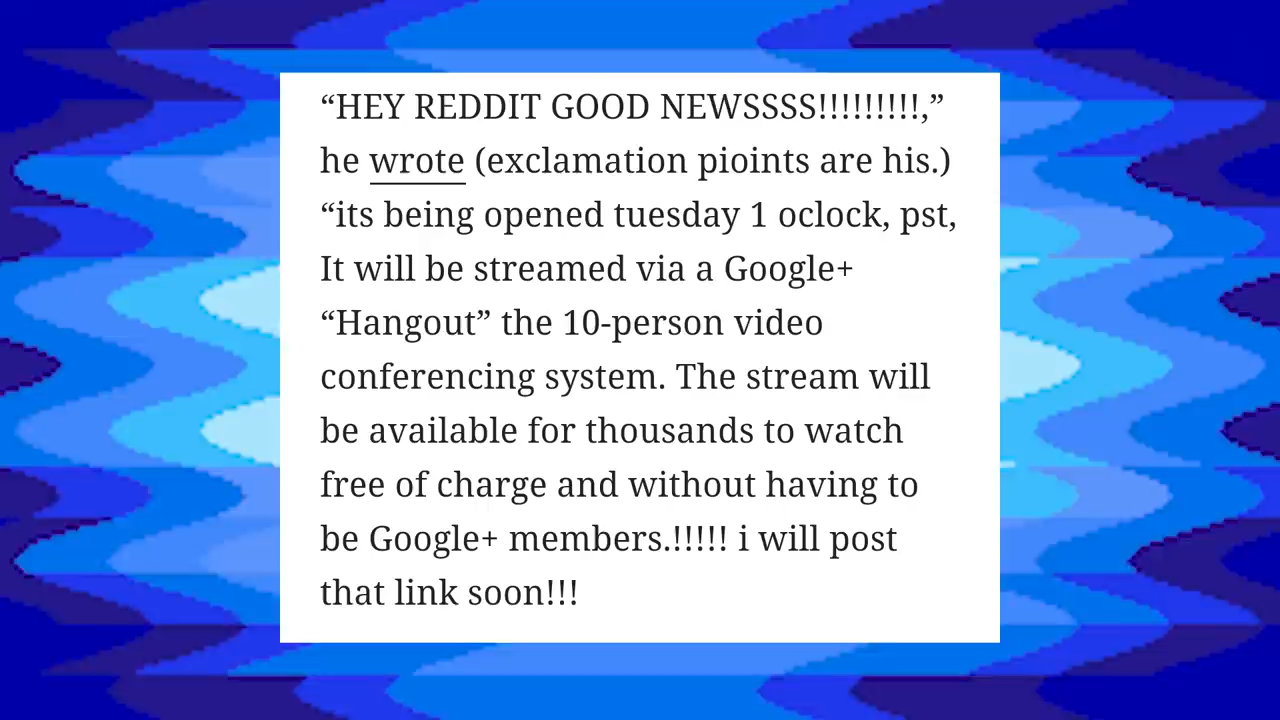 “HEY REDDIT GOOD NEWSSSS!!!!!!!!!,”
he wrote (exclamation pioints are his.)
“its being opened tuesday 1 oclock, pst,
It will be streamed via a Google+
“Hangout” the 10-person video
conferencing system. The stream will
be available for thousands to watch
free of charge and without having to
be Google+ members.!!!!! i will post
that link soon!!!